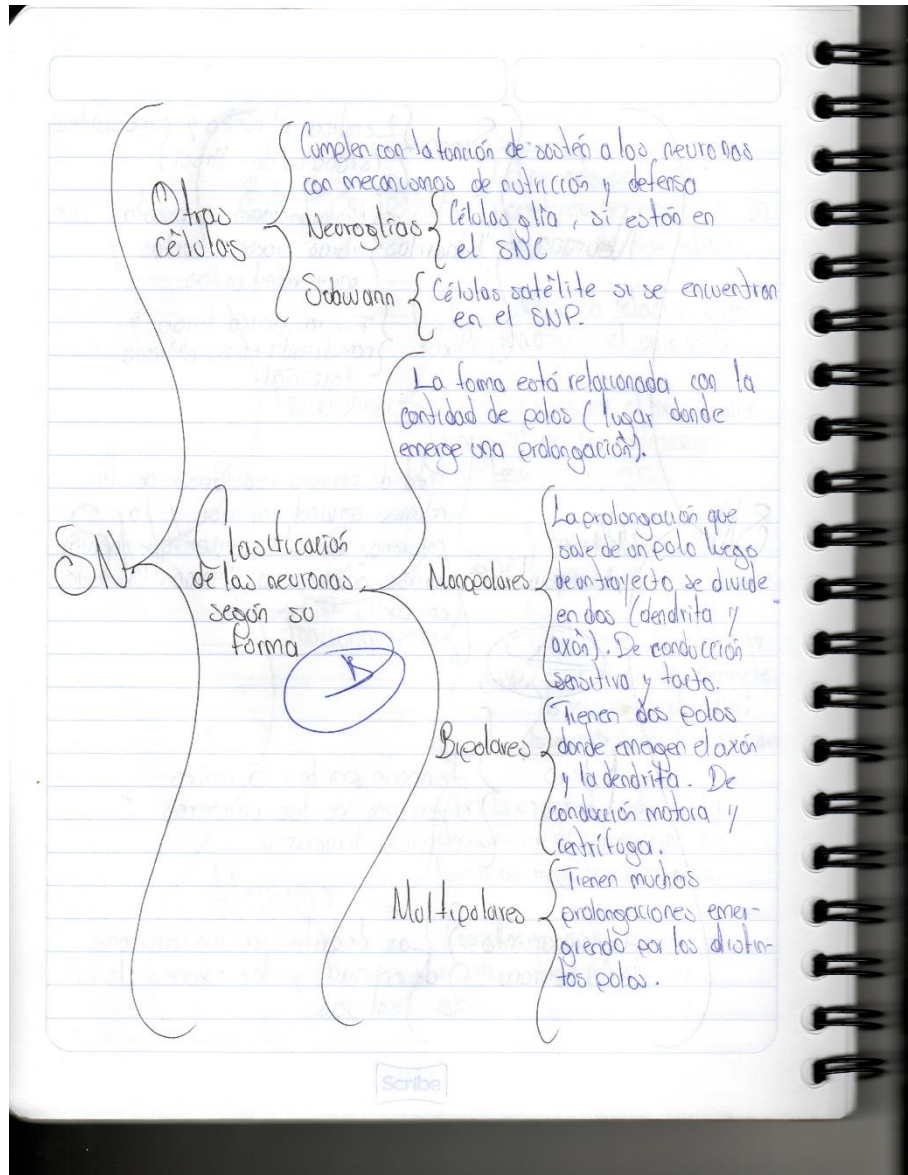 Otras
células
Cumplen con la función de sostén a las neuronas
con mecanismos de nutrición y defensa
Neuroglias
Células glía, si están en
el SNC
Schwann
Células satélite si se encuentran
en el SNP.
SN
Clasificación
de las neuronas
según su
forma
La forma está relacionada con la
cantidad de polos (lugar donde
emerge una prolongación).
Monopolares
La prolongación que
sale de un polo luego
de un trayecto se divide
en dos (dendrita y
axón). De conducción
sensitiva y tacto.
Bipolares
Tienen dos polos
donde emergen el axón
y la dendrita. De
conducción motora y
centrífuga.
Multipolares
Tienen muchas
prolongaciones emer-
giendo por los distin-
tos polos.
Scribe